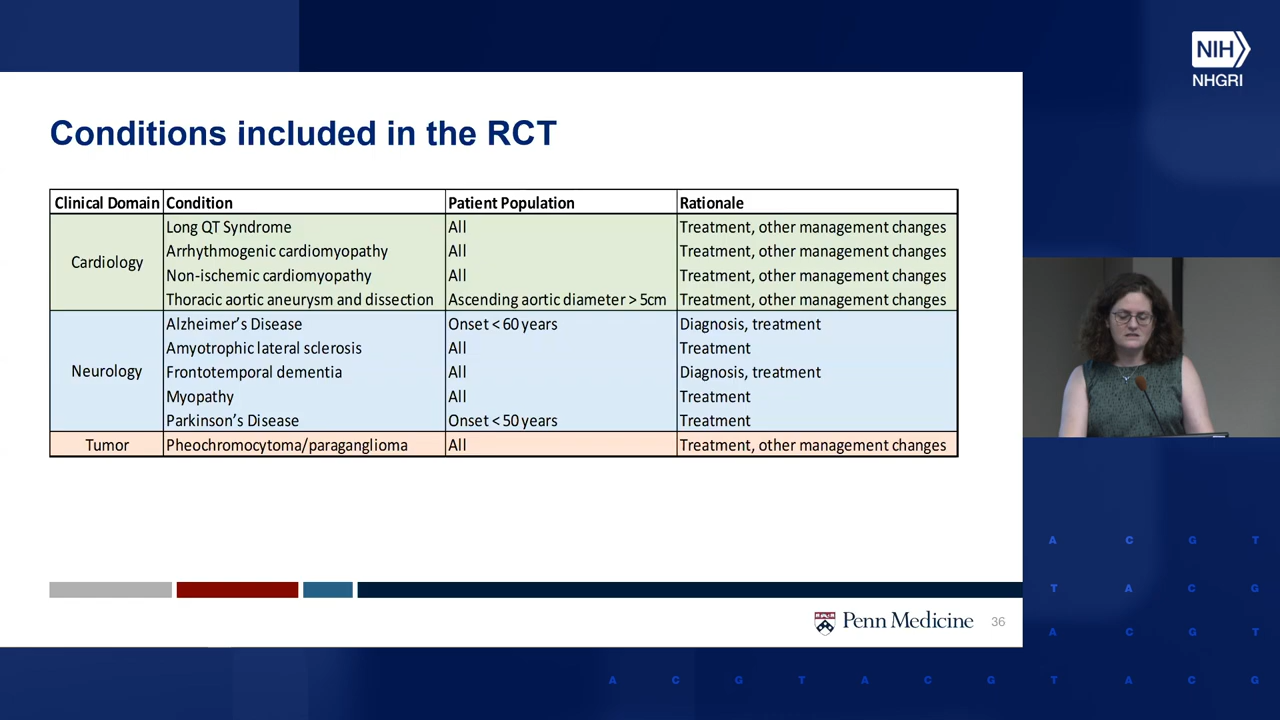 NIH
NHGRI
Conditions included in the RCT
Clinical Domain Condition Patient Population Rationale
Cardiology
Long QT Syndrome All Treatment, other management changes
Arrhythmogenic cardiomyopathy All Treatment, other management changes
Non-ischemic cardiomyopathy All Treatment, other management changes
Thoracic aortic aneurysm and dissection Ascending aortic diameter > 5cm Treatment, other management changes
Neurology
Alzheimer's Disease Onset < 60 years Diagnosis, treatment
Amyotrophic lateral sclerosis All Treatment
Frontotemporal dementia All Diagnosis, treatment
Myopathy All Treatment
Parkinson's Disease Onset < 50 years Treatment
Tumor Pheochromocytoma/paraganglioma All Treatment, other management changes
Penn Medicine 36
A C G T
T A C G
A C G T
A C G T A C G T A C G